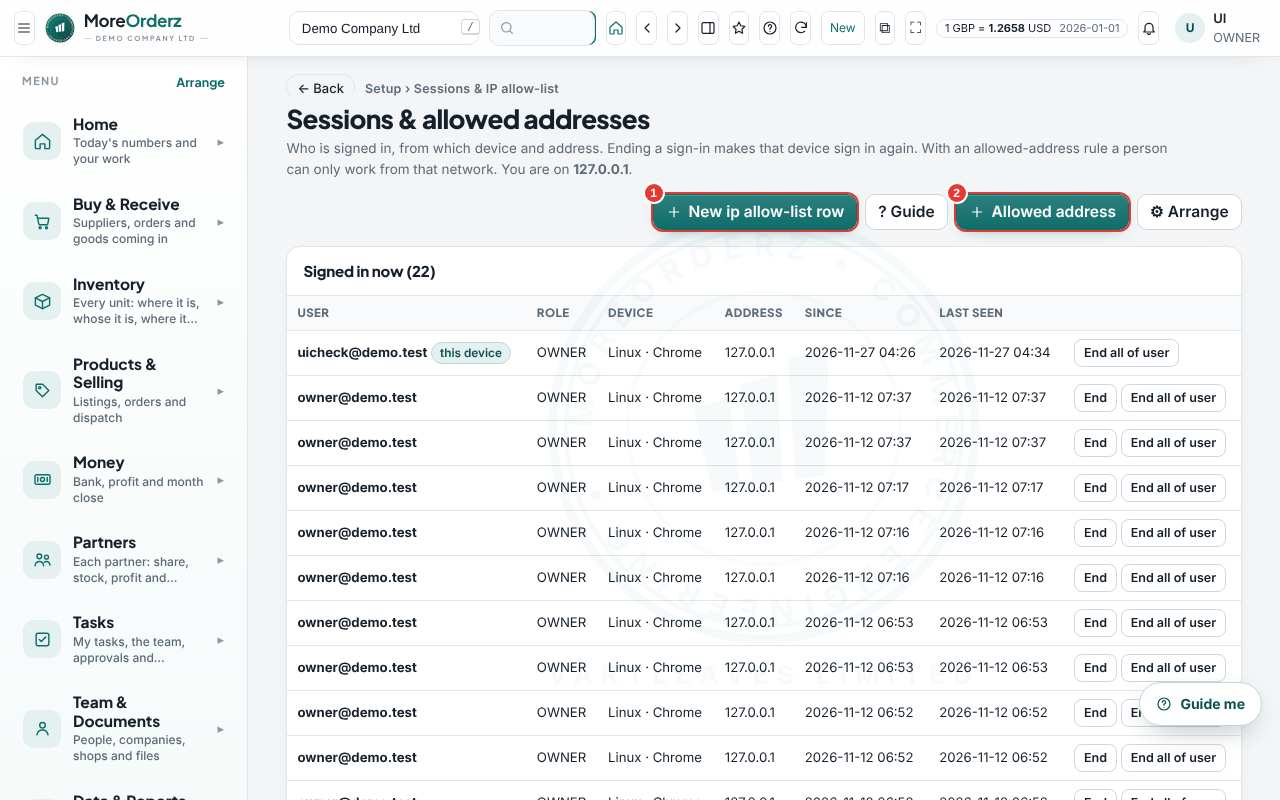 MoreOrderz
— DEMO COMPANY LTD —
Demo Company Ltd
/
New
1 GBP = 1.2658 USD 2026-01-01
U
UI
OWNER
MENU
Arrange
Home
Today's numbers and
your work
Buy & Receive
Suppliers, orders and
goods coming in
Inventory
Every unit: where it is,
whose it is, where it...
Products &
Selling
Listings, orders and
dispatch
Money
Bank, profit and month
close
Partners
Each partner: share,
stock, profit and...
Tasks
My tasks, the team,
approvals and...
Team &
Documents
People, companies,
shops and files
Data & Reports
← Back
Setup › Sessions & IP allow-list
Sessions & allowed addresses
Who is signed in, from which device and address. Ending a sign-in makes that device sign in again. With an allowed-address rule a person
can only work from that network. You are on 127.0.0.1.
1
+ New ip allow-list row
? Guide
2
+ Allowed address
⚙ Arrange
Signed in now (22)
USER ROLE DEVICE ADDRESS SINCE LAST SEEN
uicheck@demo.test this device OWNER Linux · Chrome 127.0.0.1 2026-11-27 04:26 2026-11-27 04:34 End all of user
owner@demo.test OWNER Linux · Chrome 127.0.0.1 2026-11-12 07:37 2026-11-12 07:37 End End all of user
owner@demo.test OWNER Linux · Chrome 127.0.0.1 2026-11-12 07:37 2026-11-12 07:37 End End all of user
owner@demo.test OWNER Linux · Chrome 127.0.0.1 2026-11-12 07:17 2026-11-12 07:17 End End all of user
owner@demo.test OWNER Linux · Chrome 127.0.0.1 2026-11-12 07:16 2026-11-12 07:16 End End all of user
owner@demo.test OWNER Linux · Chrome 127.0.0.1 2026-11-12 07:16 2026-11-12 07:16 End End all of user
owner@demo.test OWNER Linux · Chrome 127.0.0.1 2026-11-12 06:53 2026-11-12 06:53 End End all of user
owner@demo.test OWNER Linux · Chrome 127.0.0.1 2026-11-12 06:53 2026-11-12 06:53 End End all of user
owner@demo.test OWNER Linux · Chrome 127.0.0.1 2026-11-12 06:52 2026-11-12 06:52 End
owner@demo.test OWNER Linux · Chrome 127.0.0.1 2026-11-12 06:52 2026-11-12 06:52 End End all of user
Guide me